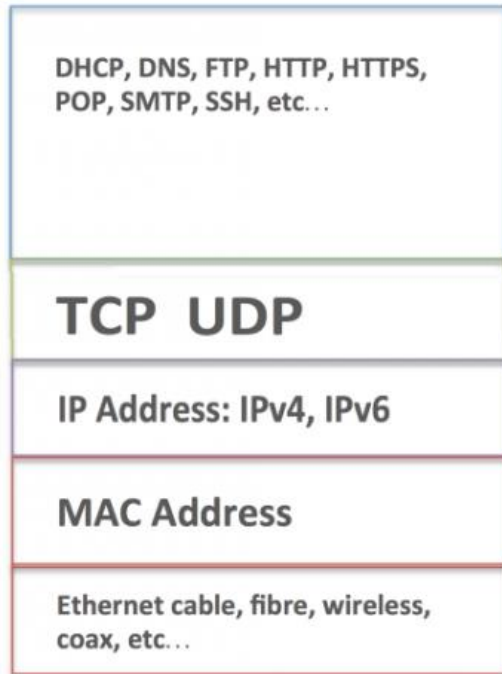 DHCP, DNS, FTP, HTTP, HTTPS,
POP, SMTP, SSH, etc...
TCP UDP
IP Address: IPv4, IPv6
MAC Address
Ethernet cable, fibre, wireless,
coax, etc...